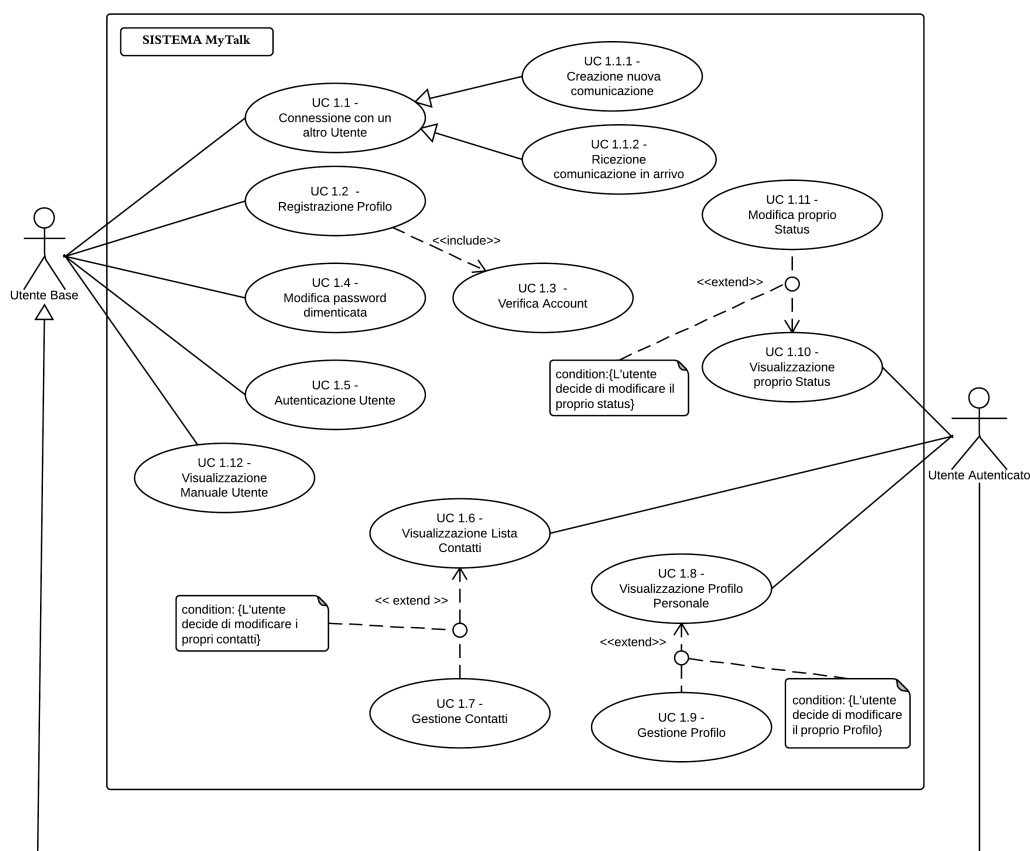 SISTEMA MyTalk
UC 1.1 -
Connessione con un
altro Utente
UC 1.1.1 -
Creazione nuova
comunicazione
UC 1.1.2 -
Ricezione
comunicazione in arrivo
UC 1.2 -
Registrazione Profilo
<<include>>
UC 1.3 -
Verifica Account
UC 1.11 -
Modifica proprio
Status
<<extend>>
UC 1.10 -
Visualizzazione
proprio Status
condition:{L'utente
decide di modificare il
proprio status}
Utente Base
UC 1.4 -
Modifica password
dimenticata
UC 1.5 -
Autenticazione Utente
UC 1.12 -
Visualizzazione
Manuale Utente
Utente Autenticato
UC 1.6 -
Visualizzazione Lista
Contatti
<< extend >>
condition: {L'utente
decide di modificare i
propri contatti}
UC 1.7 -
Gestione Contatti
UC 1.8 -
Visualizzazione Profilo
Personale
<<extend>>
condition: {L'utente
decide di modificare
il proprio Profilo}
UC 1.9 -
Gestione Profilo